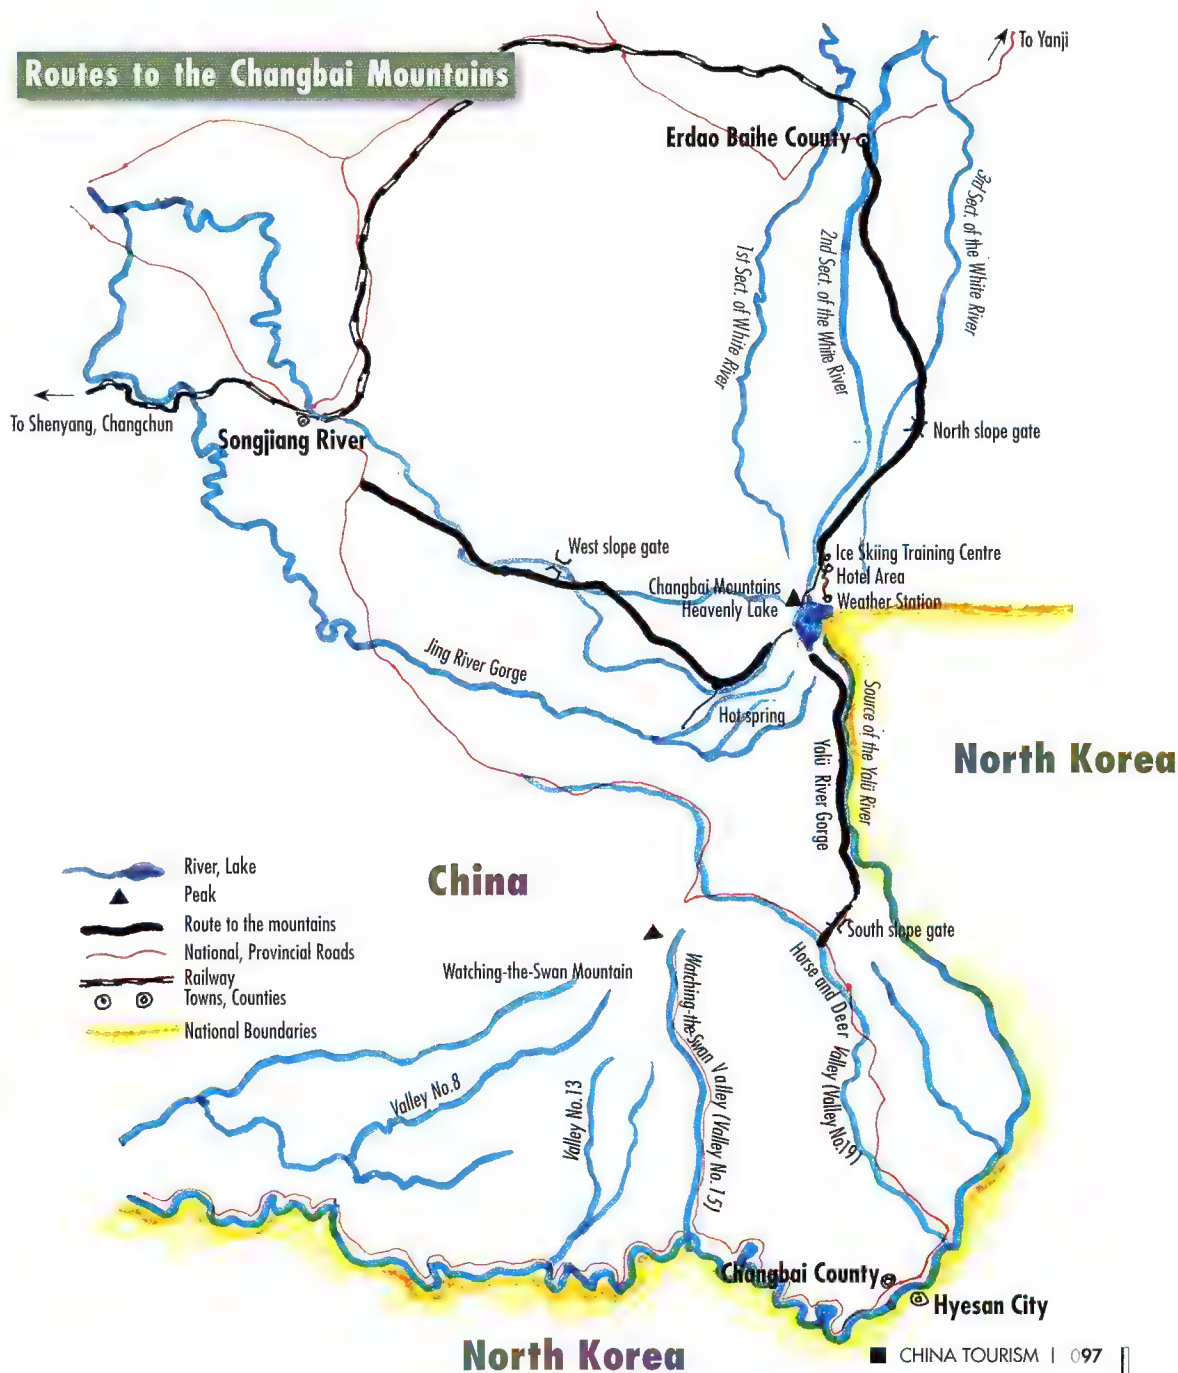 Routes to the Changbai Mountains
To Yanji
Erdao Baihe County
3rd Sect. of the White River
2nd Sect. of the White River
1st Sect. of White River
To Shenyang, Changchun
Songjiang River
North slope gate
West slope gate
Ice Skiing Training Centre
Hotel Area
Weather Station
Changbai Mountains
Heavenly Lake
Jing River Gorge
Hot spring
Source of the Yalü River
Yalü River Gorge
North Korea
China
River, Lake
Peak
Route to the mountains
National, Provincial Roads
Railway
Towns, Counties
National Boundaries
South slope gate
Watching-the-Swan Mountain
Watching-the-Swan Valley (Valley No.15)
Horse and Deer Valley (Valley No.19)
Valley No.8
Valley No.13
Changbai County
Hyesan City
North Korea
CHINA TOURISM | 097